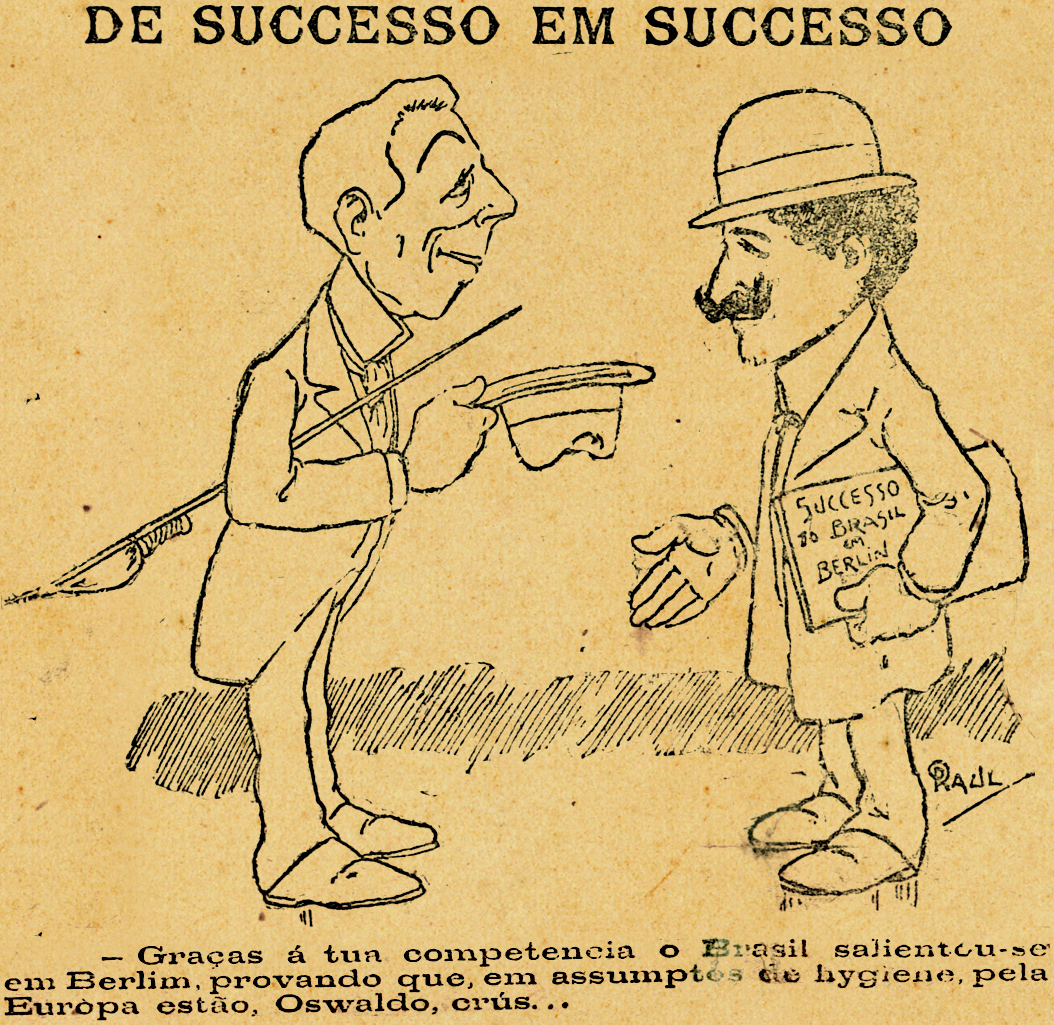 DE SUCCESSO EM SUCCESSO
SUCCESSO
do BRASIL
EM
BERLIN
RAUL
– Graças á tua competencia o Brasil salientou-se
em Berlim, provando que, em assumptos de hygiene, pela
Európa estão, Oswaldo, crús...